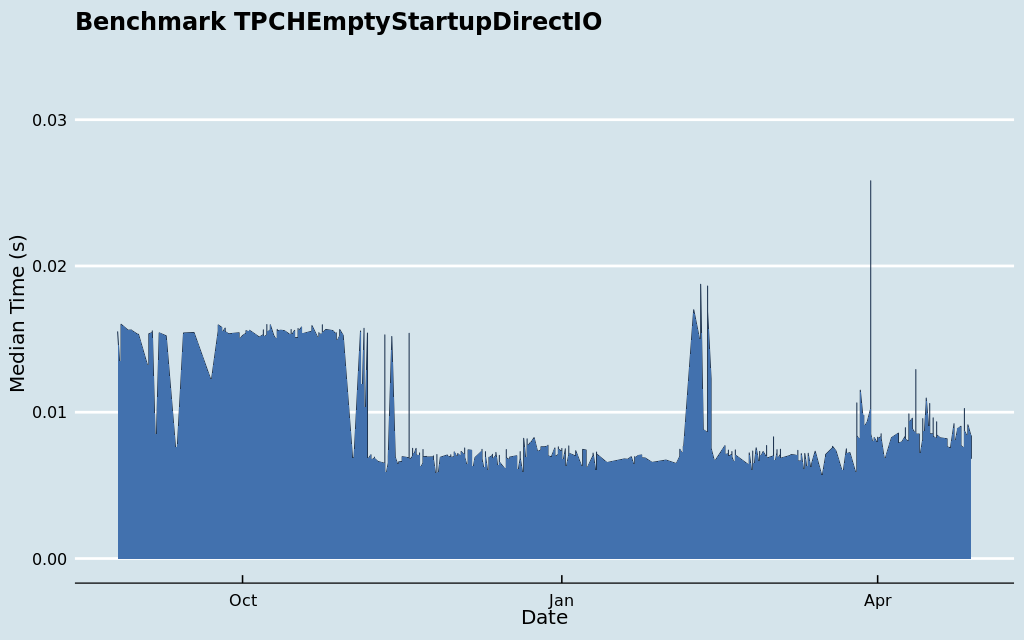 Benchmark TPCHEmptyStartupDirectIO
0.03
0.02
0.01
0.00
Median Time (s)
Oct Jan Apr
Date